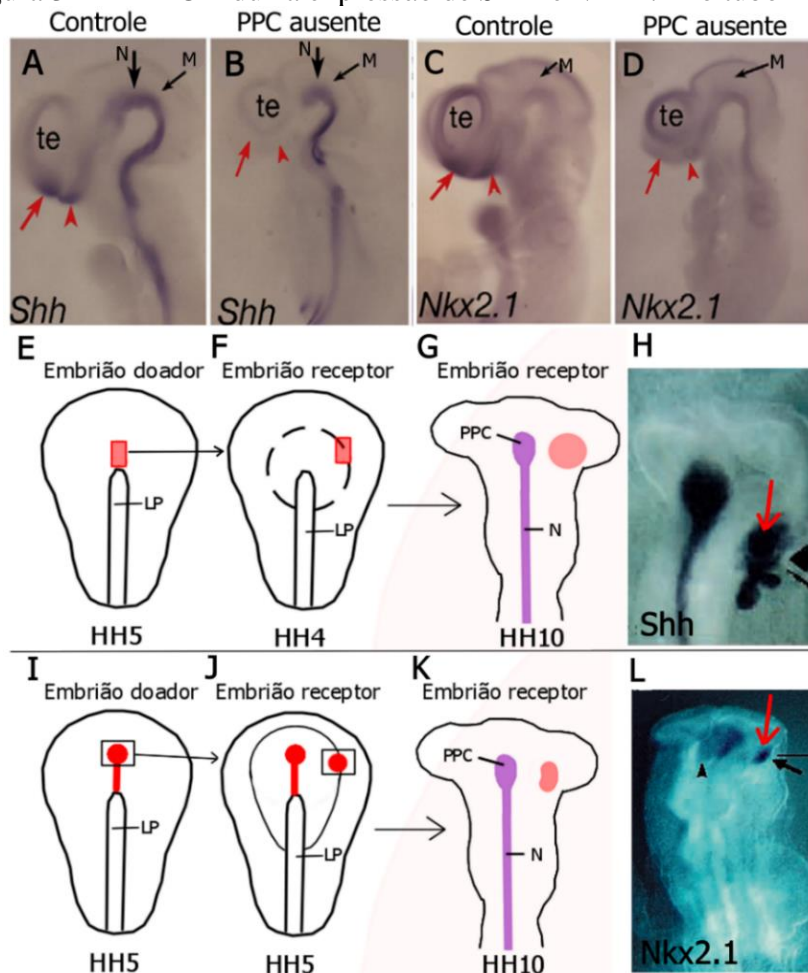 Controle PPC ausente Controle PPC ausente
A N M te Shh
B N M te Shh
C M te Nkx2.1
D M te Nkx2.1
E F G H
Embrião doador Embrião receptor Embrião receptor
LP LP PPC N
HH5 HH4 HH10
Shh
I J K L
Embrião doador Embrião receptor Embrião receptor
LP LP PPC N
HH5 HH5 HH10
Nkx2.1